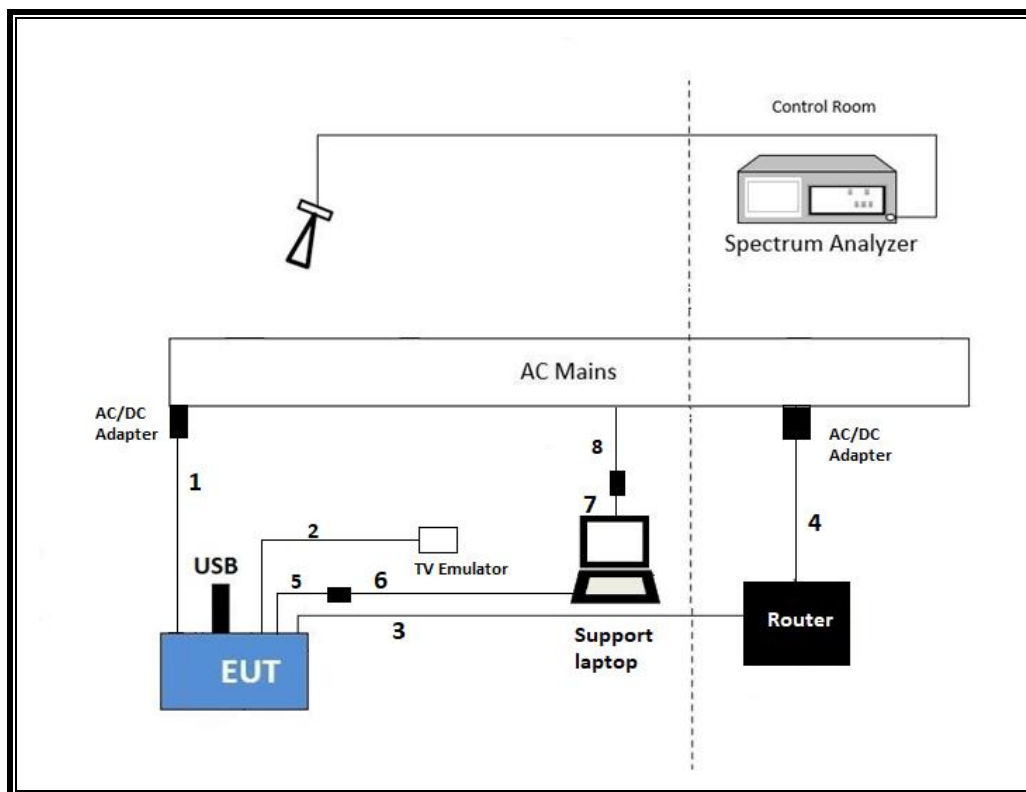 Control Room
Spectrum Analyzer
AC Mains
AC/DC
Adapter
AC/DC
Adapter
8
1
7
4
2
USB
TV Emulator
5
6
3
Router
Support
laptop
EUT